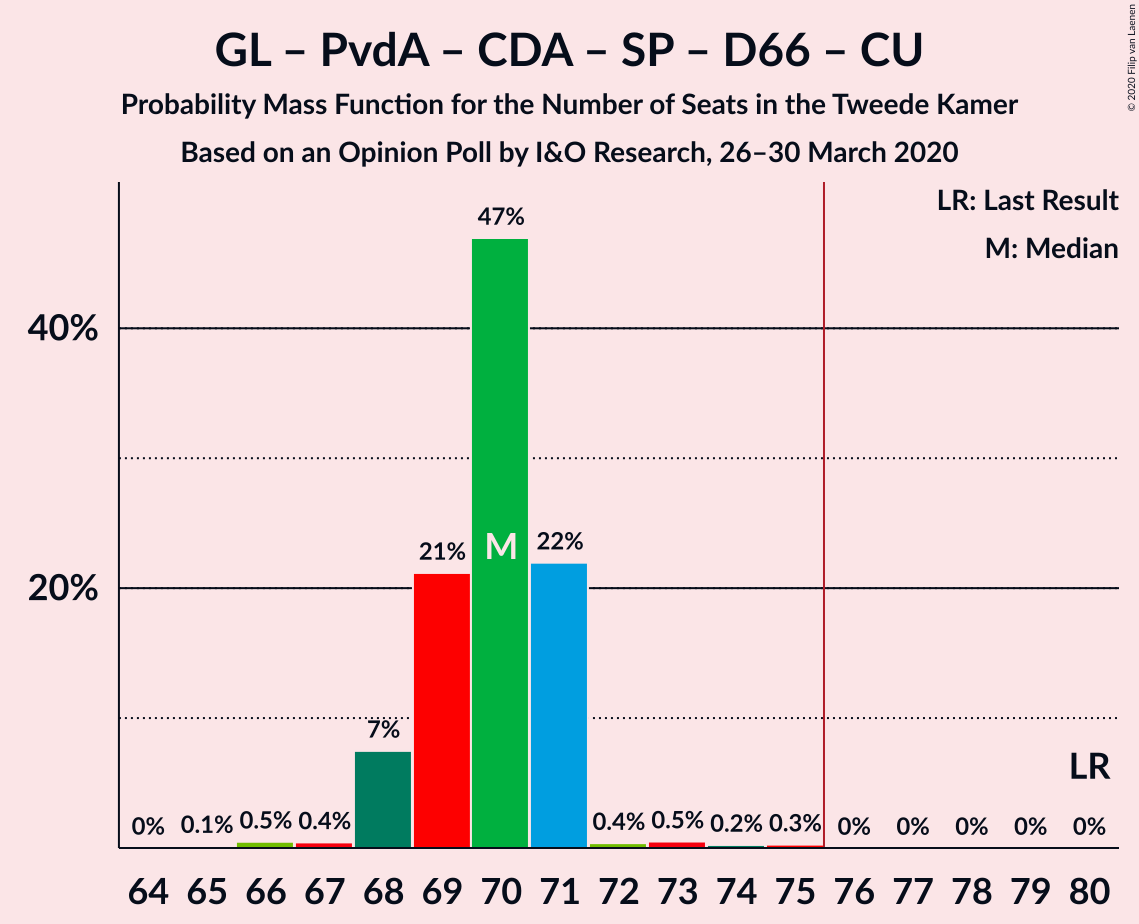 GL – PvdA – CDA – SP – D66 – CU
Probability Mass Function for the Number of Seats in the Tweede Kamer
Based on an Opinion Poll by I&O Research, 26–30 March 2020
© 2020 Filip van Laenen
LR: Last Result
M: Median
47%
40%
22%
21%
M
20%
7%
LR
0% 0.1% 0.5% 0.4% 0.4% 0.5% 0.2% 0.3% 0% 0% 0% 0% 0%
64 65 66 67 68 69 70 71 72 73 74 75 76 77 78 79 80